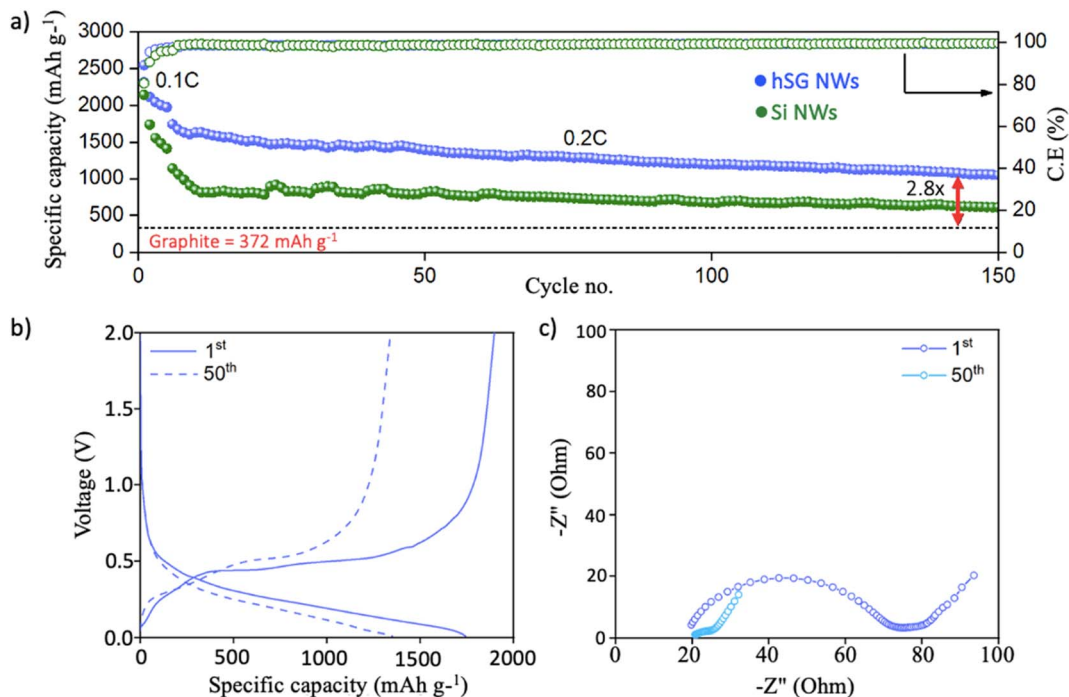 a)
Specific capacity (mAh g-1)
3000
2500
2000
1500
1000
500
0
0.1C
0.2C
hSG NWs
Si NWs
2.8x
Graphite = 372 mAh g-1
100
80
60
40
20
0
C.E (%)
0
50
100
150
Cycle no.
b)
Voltage (V)
2.0
1.5
1.0
0.5
0.0
1st
50th
0
500
1000
1500
2000
Specific capacity (mAh g-1)
c)
-Z" (Ohm)
100
80
60
40
20
0
1st
50th
0
20
40
60
80
100
-Z" (Ohm)